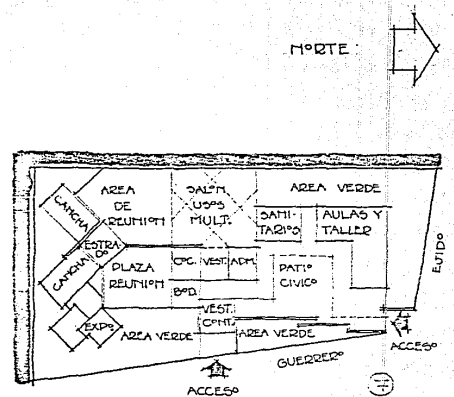 NORTE
AREA
DE
REUNION
SALON
USOS
MULT.
AREA VERDE
CANCHA
SANI-
TARIOS
AULAS Y
TALLER
ESTRA
DO
CANCHA
PLAZA
REUNION
COC.
VEST.
ADM.
PATIO
CIVICO
EJIDO
BOD.
VEST.
CONT.
EXPO
AREA VERDE
AREA VERDE
GUERRERO
ACCESO
ACCESO